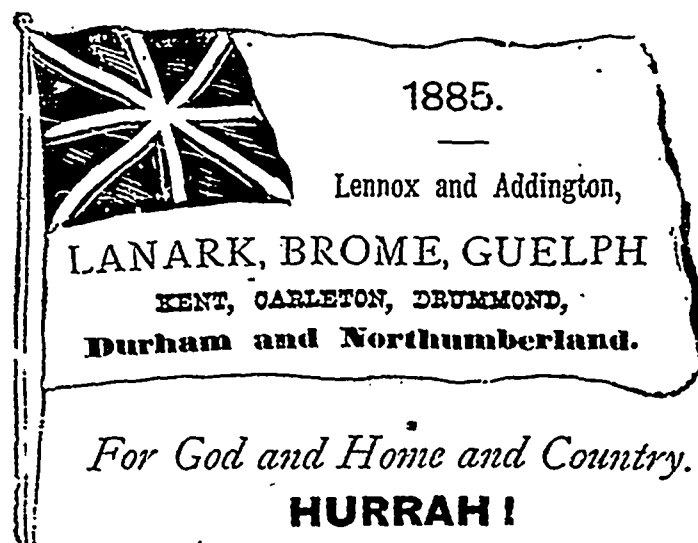 1885.
Lennox and Addington,
LANARK, BROME, GUELPH
KENT, CARLETON, DRUMMOND,
Durham and Northumberland.
For God and Home and Country.
HURRAH!